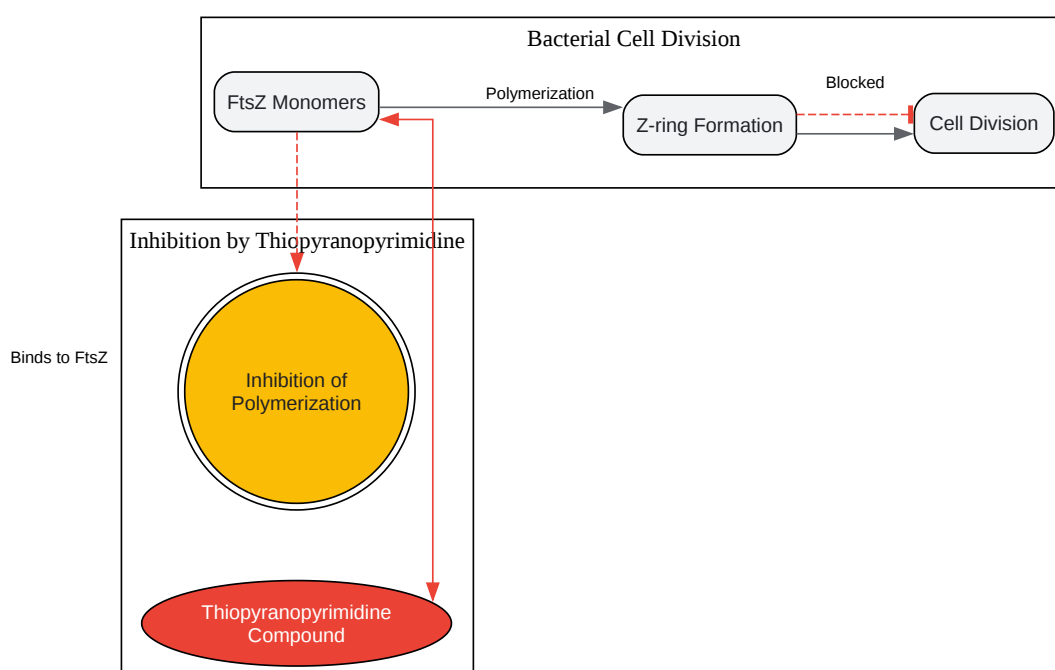 Bacterial Cell Division
FtsZ Monomers
Polymerization
Z-ring Formation
Blocked
Cell Division
Inhibition by Thiopyranopyrimidine
Binds to FtsZ
Inhibition of
Polymerization
Thiopyranopyrimidine
Compound